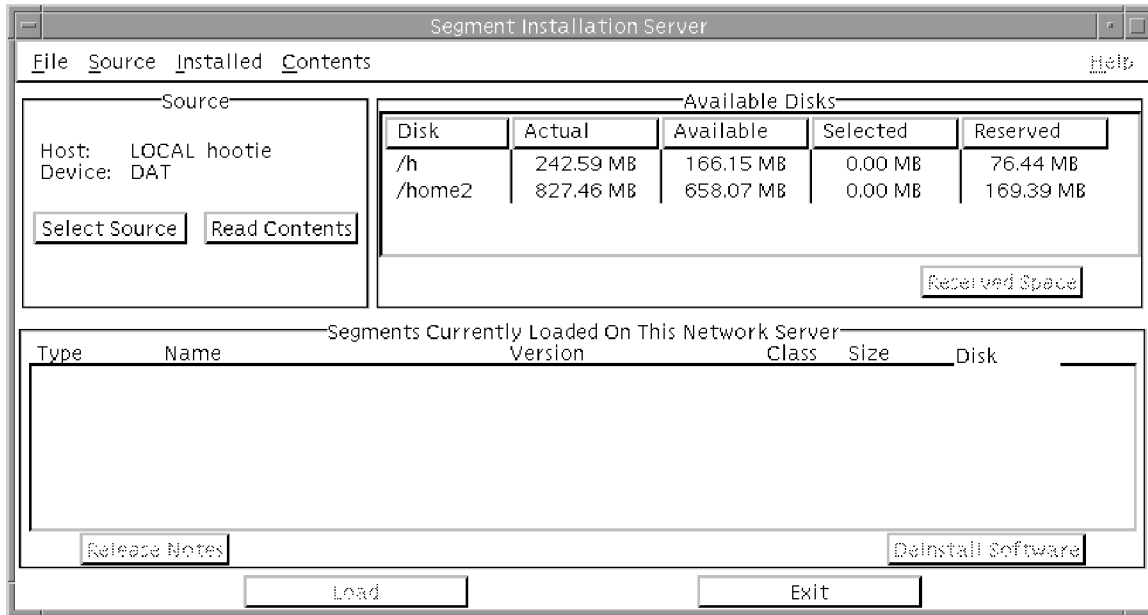 Segment Installation Server
File Source Installed Contents Help
Source
Host: LOCAL hootie
Device: DAT
Select Source Read Contents
Available Disks
Disk Actual Available Selected Reserved
/h 242.59 MB 166.15 MB 0.00 MB 76.44 MB
/home2 827.46 MB 658.07 MB 0.00 MB 169.39 MB
Reserved Space
Segments Currently Loaded On This Network Server
Type Name Version Class Size Disk
Release Notes Deinstall Software
Load Exit